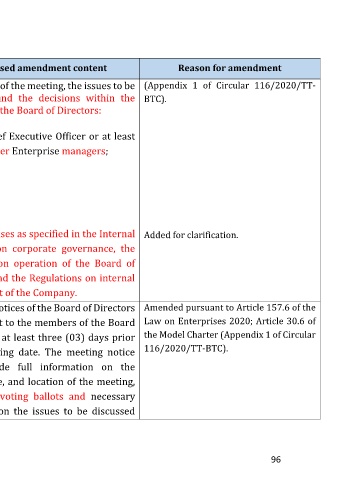 sed amendment content Reason for amendment
of the meeting, the issues to be (Appendix 1 of Circular 116/2020/TT-
nd the decisions within the BTC).
the Board of Directors:
ef Executive Officer or at least
er Enterprise managers;
ses as specified in the Internal Added for clarification.
on corporate governance, the
on operation of the Board of
nd the Regulations on internal
t of the Company.
otices of the Board of Directors Amended pursuant to Article 157.6 of the
t to the members of the Board Law on Enterprises 2020; Article 30.6 of
at least three (03) days prior the Model Charter (Appendix 1 of Circular
ing date. The meeting notice 116/2020/TT-BTC).
de full information on the
e, and location of the meeting,
voting ballots and necessary
on the issues to be discussed
96